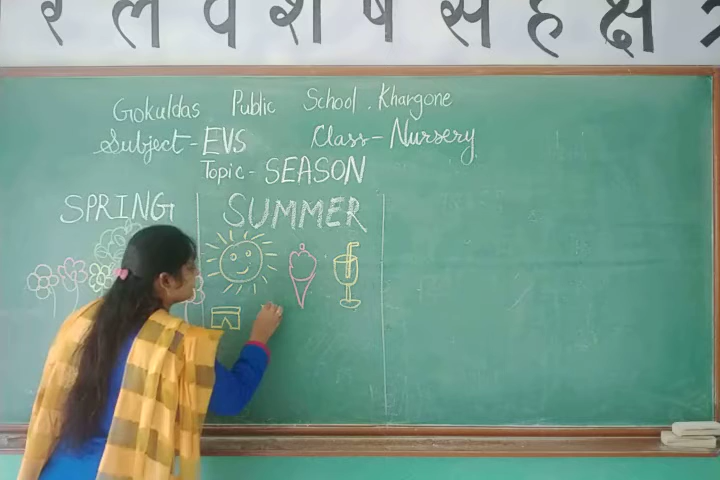 र ल व श ष स ह क्ष त्र
Gokuldas Public School . Khargone
Subject - EVS Class - Nursery
Topic - SEASON
SPRING SUMMER